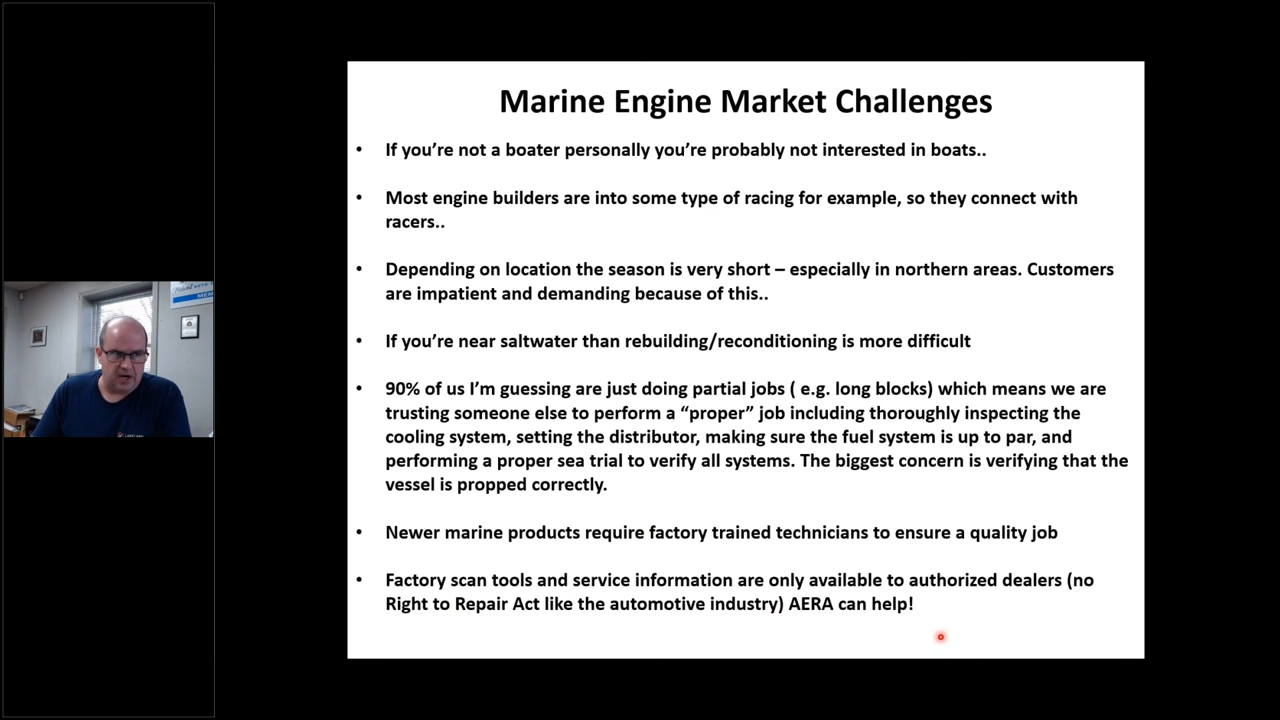 Marine Engine Market Challenges
• If you're not a boater personally you're probably not interested in boats..
• Most engine builders are into some type of racing for example, so they connect with
racers..
• Depending on location the season is very short – especially in northern areas. Customers
are impatient and demanding because of this..
• If you're near saltwater than rebuilding/reconditioning is more difficult
• 90% of us I'm guessing are just doing partial jobs ( e.g. long blocks) which means we are
trusting someone else to perform a “proper” job including thoroughly inspecting the
cooling system, setting the distributor, making sure the fuel system is up to par, and
performing a proper sea trial to verify all systems. The biggest concern is verifying that the
vessel is propped correctly.
• Newer marine products require factory trained technicians to ensure a quality job
• Factory scan tools and service information are only available to authorized dealers (no
Right to Repair Act like the automotive industry) AERA can help!